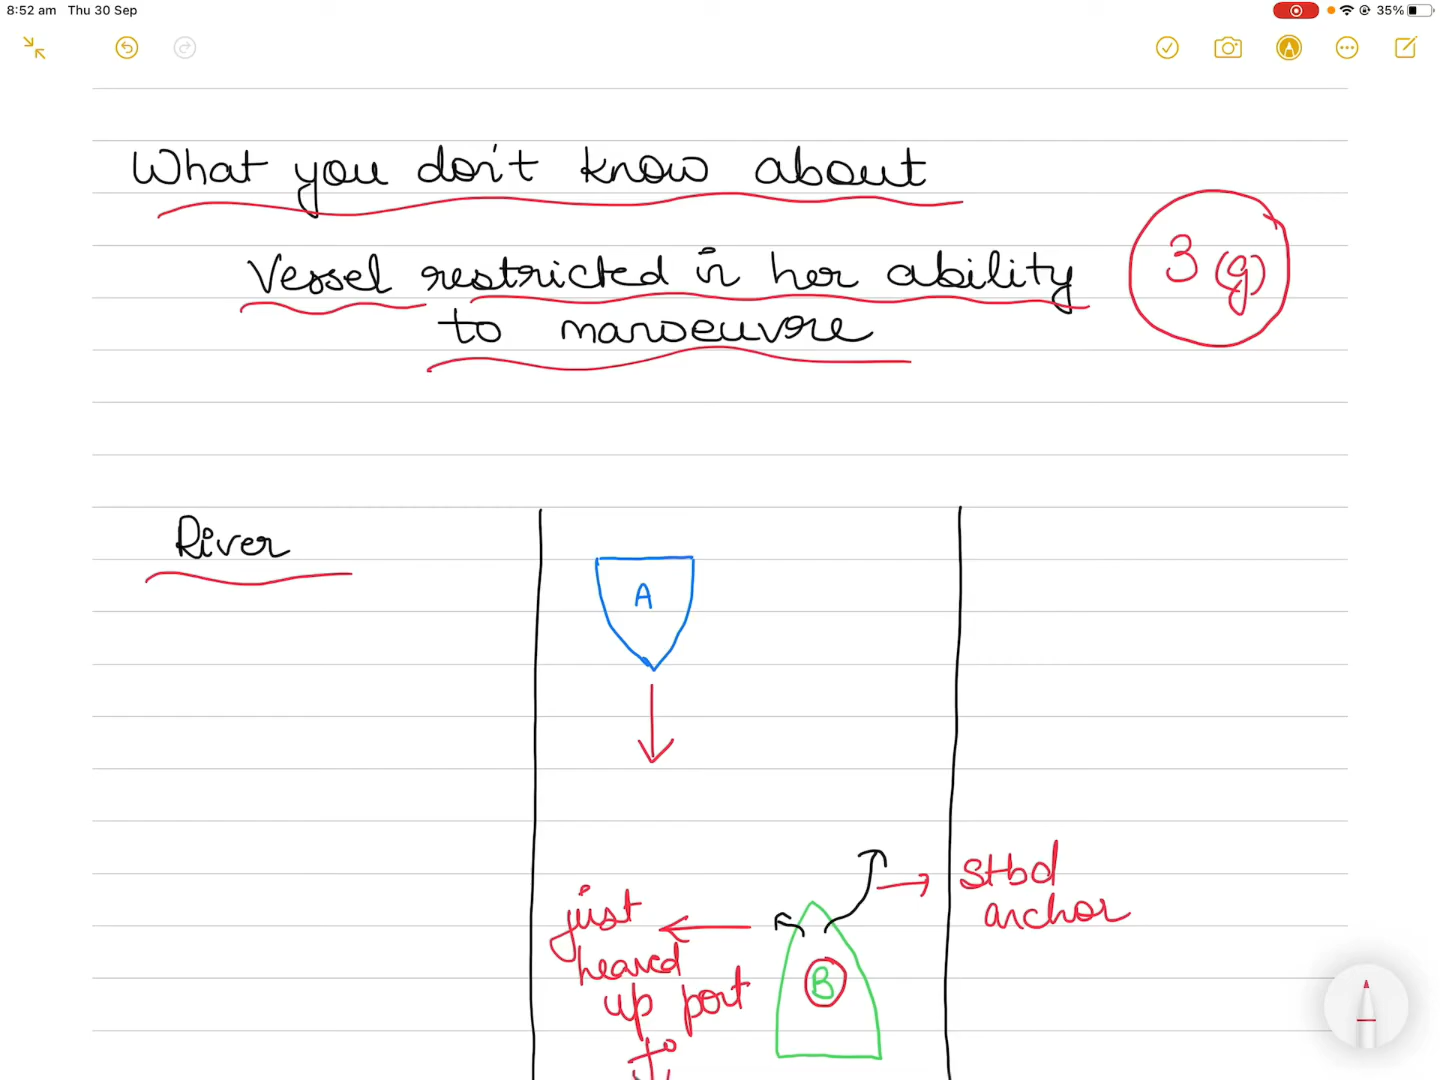 8:52 am Thu 30 Sep
35%
What you don't know about
Vessel restricted in her ability
to manoeuvre
3 (g)
River
A
stbd
anchor
just
heaved
up port
to
B